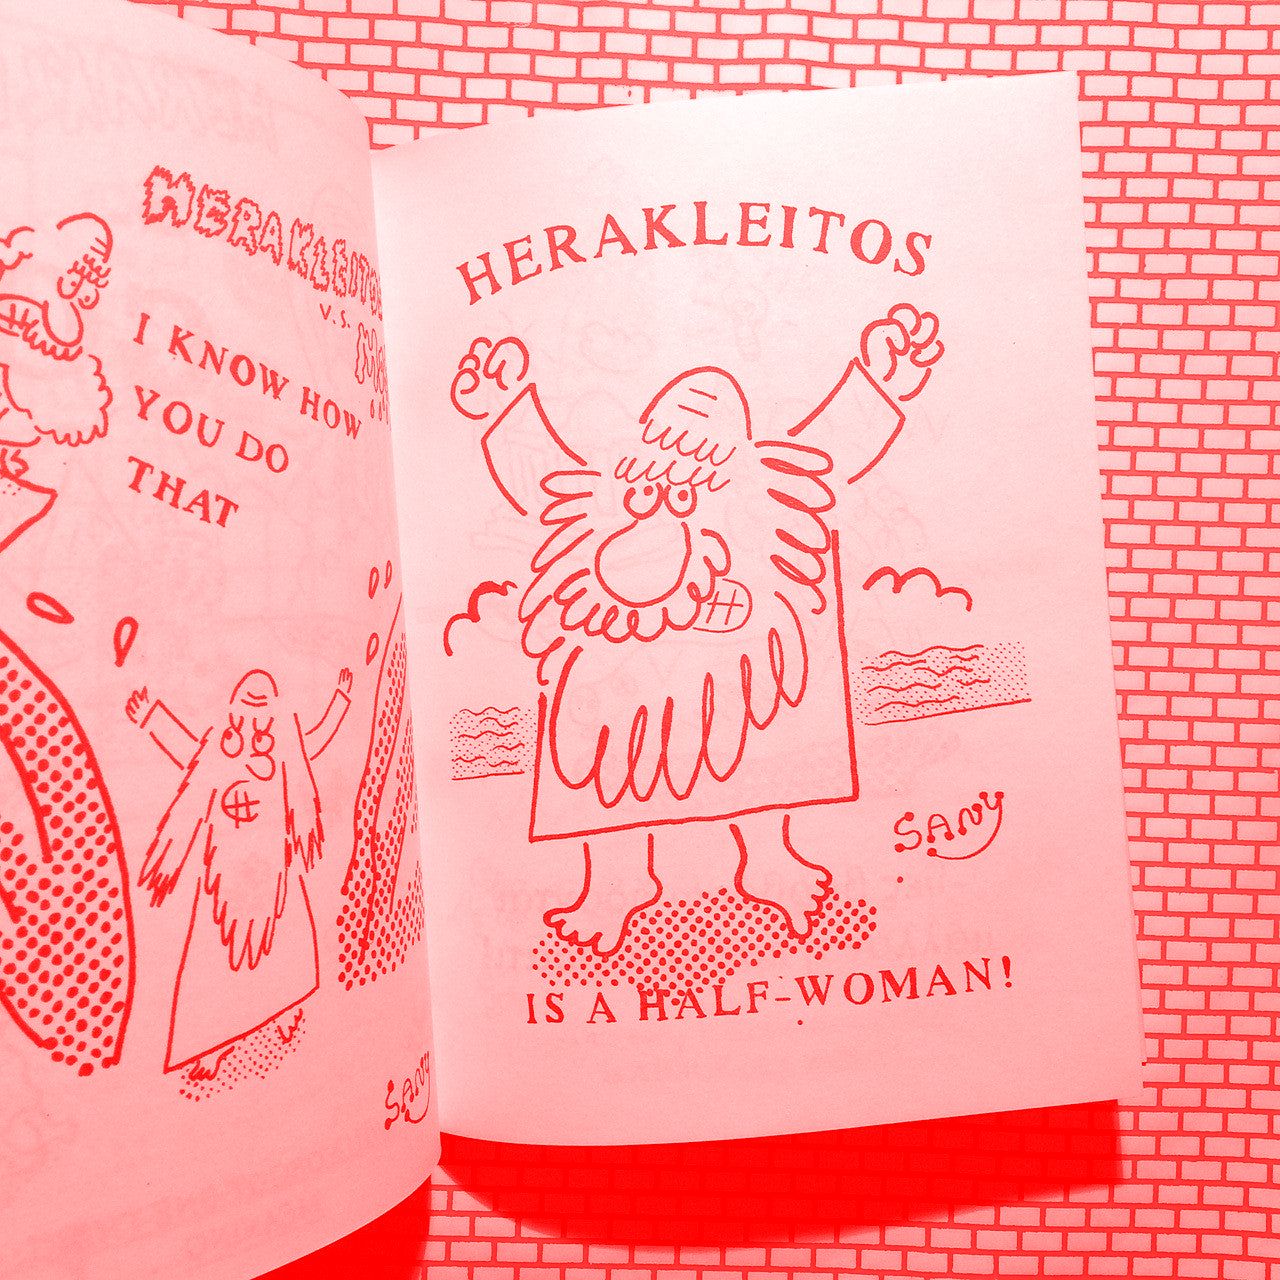 HERAKLEITOS
V.S.
I KNOW HOW
YOU DO
THAT
SANY
HERAKLEITOS
SANY
IS A HALF-WOMAN!